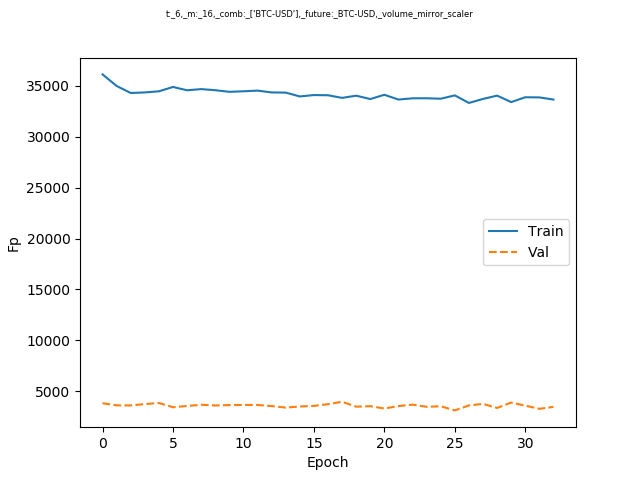 t:_6,_m:_16,_comb:_['BTC-USD'],_future:_BTC-USD,_volume_mirror_scaler
35000
30000
25000
20000
15000
10000
5000
Fp
Train
Val
0 5 10 15 20 25 30
Epoch